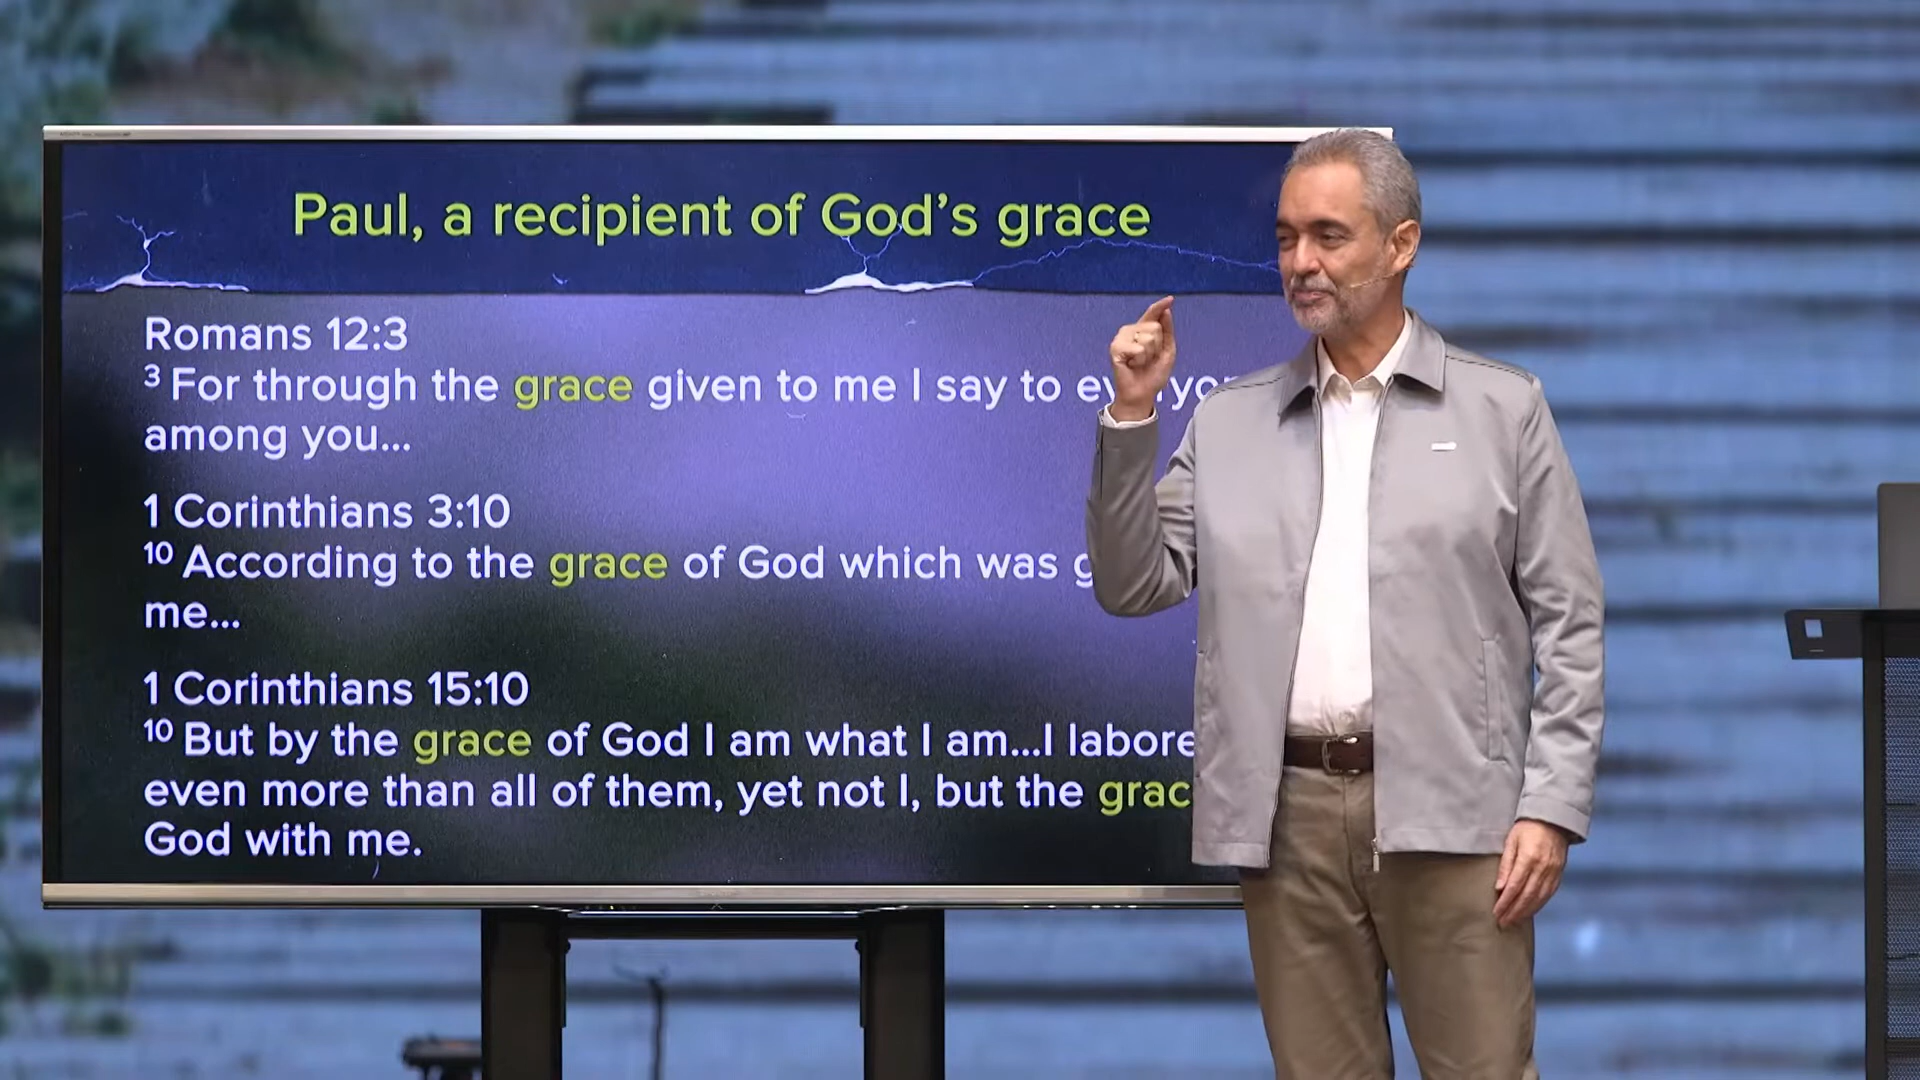 Paul, a recipient of God's grace
Romans 12:3
3 For through the grace given to me I say to
among you...
1 Corinthians 3:10
10 According to the grace of God which was
me...
1 Corinthians 15:10
10 But by the grace of God I am what I am...I
even more than all of them, yet not I, but the
God with me.